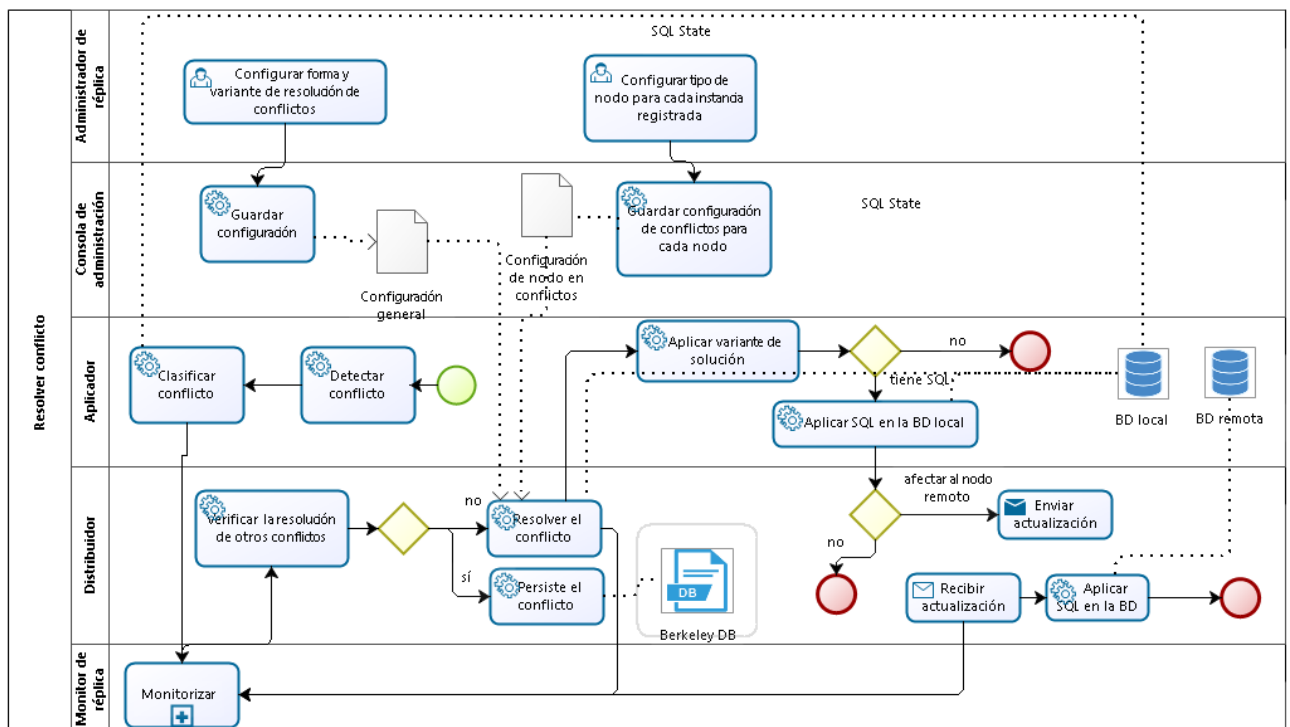 Resolver conflicto
Administrador de
réplica
SQL State
Configurar forma y
variante de resolución de
conflictos
Configurar tipo de
nodo para cada instancia
registrada
Consola de
administración
Guardar
configuración
Configuración
general
Configuración
de nodo en
conflictos
Guardar configuración
de conflictos para
cada nodo
SQL State
Aplicador
Clasificar
conflicto
Detectar
conflicto
Aplicar variante de
solución
no
tiene SQL
Aplicar SQL en la BD local
BD local
BD remota
Distribuidor
Verificar la resolución
de otros conflictos
no
sí
Resolver el
conflicto
Persiste el
conflicto
DB
Berkeley DB
afectar al nodo
remoto
no
Enviar
actualización
Recibir
actualización
Aplicar
SQL en la BD
Monitor de
réplica
Monitorizar